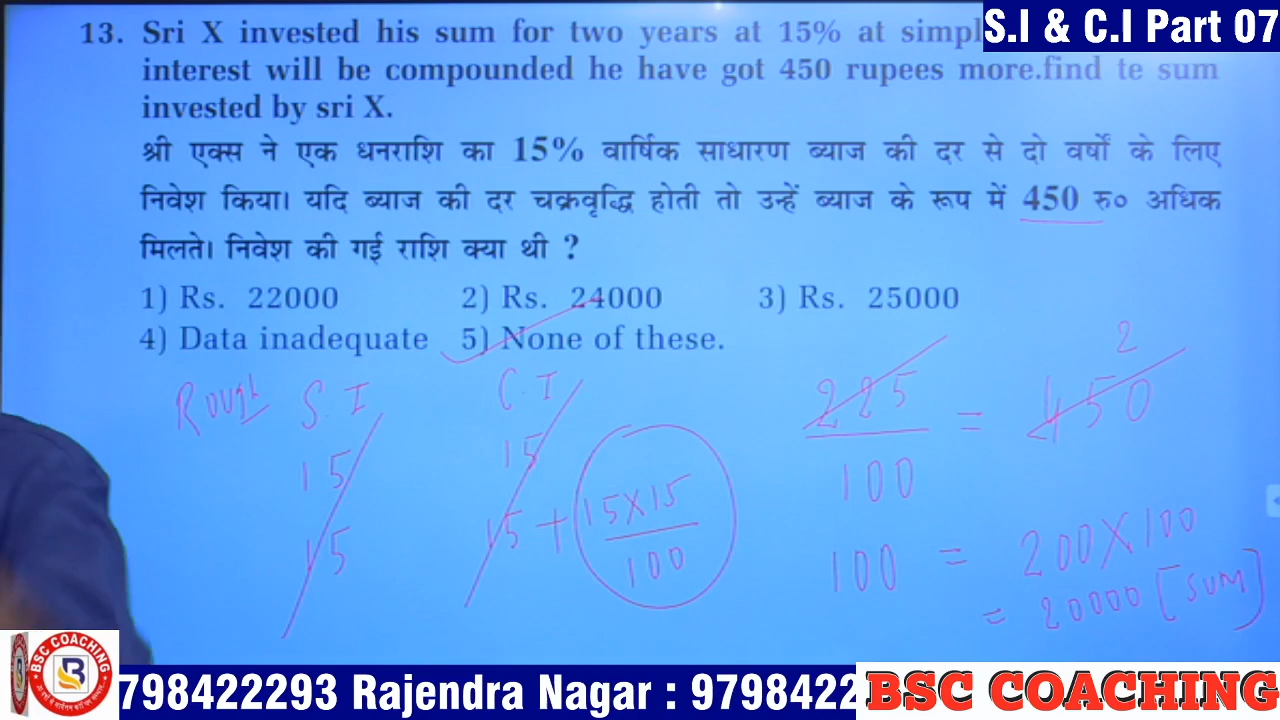 S.I & C.I Part 07
13. Sri X invested his sum for two years at 15% at simpl
interest will be compounded he have got 450 rupees more.find te sum
invested by sri X.
श्री एक्स ने एक धनराशि का 15% वार्षिक साधारण ब्याज की दर से दो वर्षों के लिए
निवेश किया। यदि ब्याज की दर चक्रवृद्धि होती तो उन्हें ब्याज के रूप में 450 रु० अधिक
मिलते। निवेश की गई राशि क्या थी ?
1) Rs. 22000 2) Rs. 24000 3) Rs. 25000
4) Data inadequate 5) None of these.
Rough S.I C.I
15 15
15 15 + 15×15
100
2
225 = 450
100
100 = 200×100
= 20000 [sum]
BSC COACHING
798422293 Rajendra Nagar : 9798422
BSC COACHING